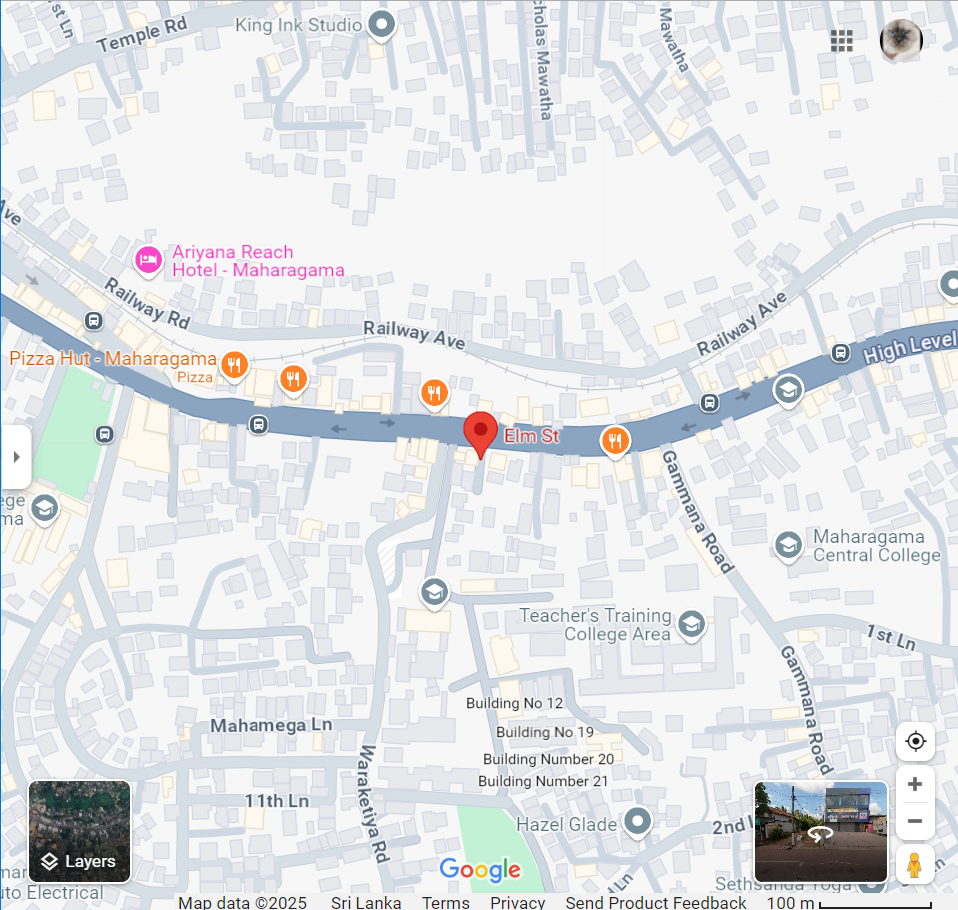 st Ln
Temple Rd
King Ink Studio
cholas Mawatha
Mawatha
Ave
Ariyana Reach
Hotel - Maharagama
Railway Rd
Railway Ave
Railway Ave
High Level
Pizza Hut - Maharagama
Pizza
Elm St
ege
ma
Gammana Road
Maharagama
Central College
Teacher's Training
College Area
1st Ln
Gammana Road
Building No 12
Mahamega Ln
Building No 19
Building Number 20
Building Number 21
Waraketiya Rd
11th Ln
Hazel Glade
2nd L
Layers
Google
Ln
Sethsanda Yoga
mar
uto Electrical
Map data ©2025 Sri Lanka Terms Privacy Send Product Feedback 100 m